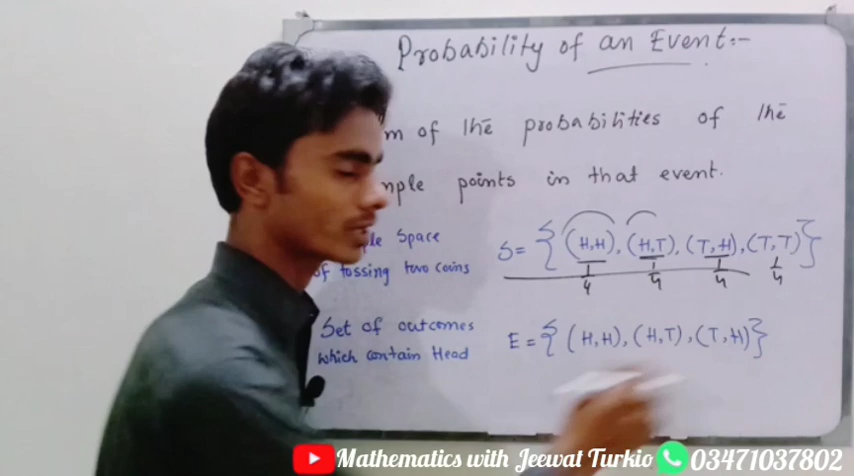 Probability of an Event:-
m of the probabilities of the
mple points in that event.
ple Space
of tossing two coins
S = { (H,H), (H,T), (T,H), (T,T) }
1/4 1/4 1/4 1/4
Set of outcomes
which contain Head
E = { (H,H), (H,T), (T,H) }
Mathematics with Jeewat Turkio 03471037802